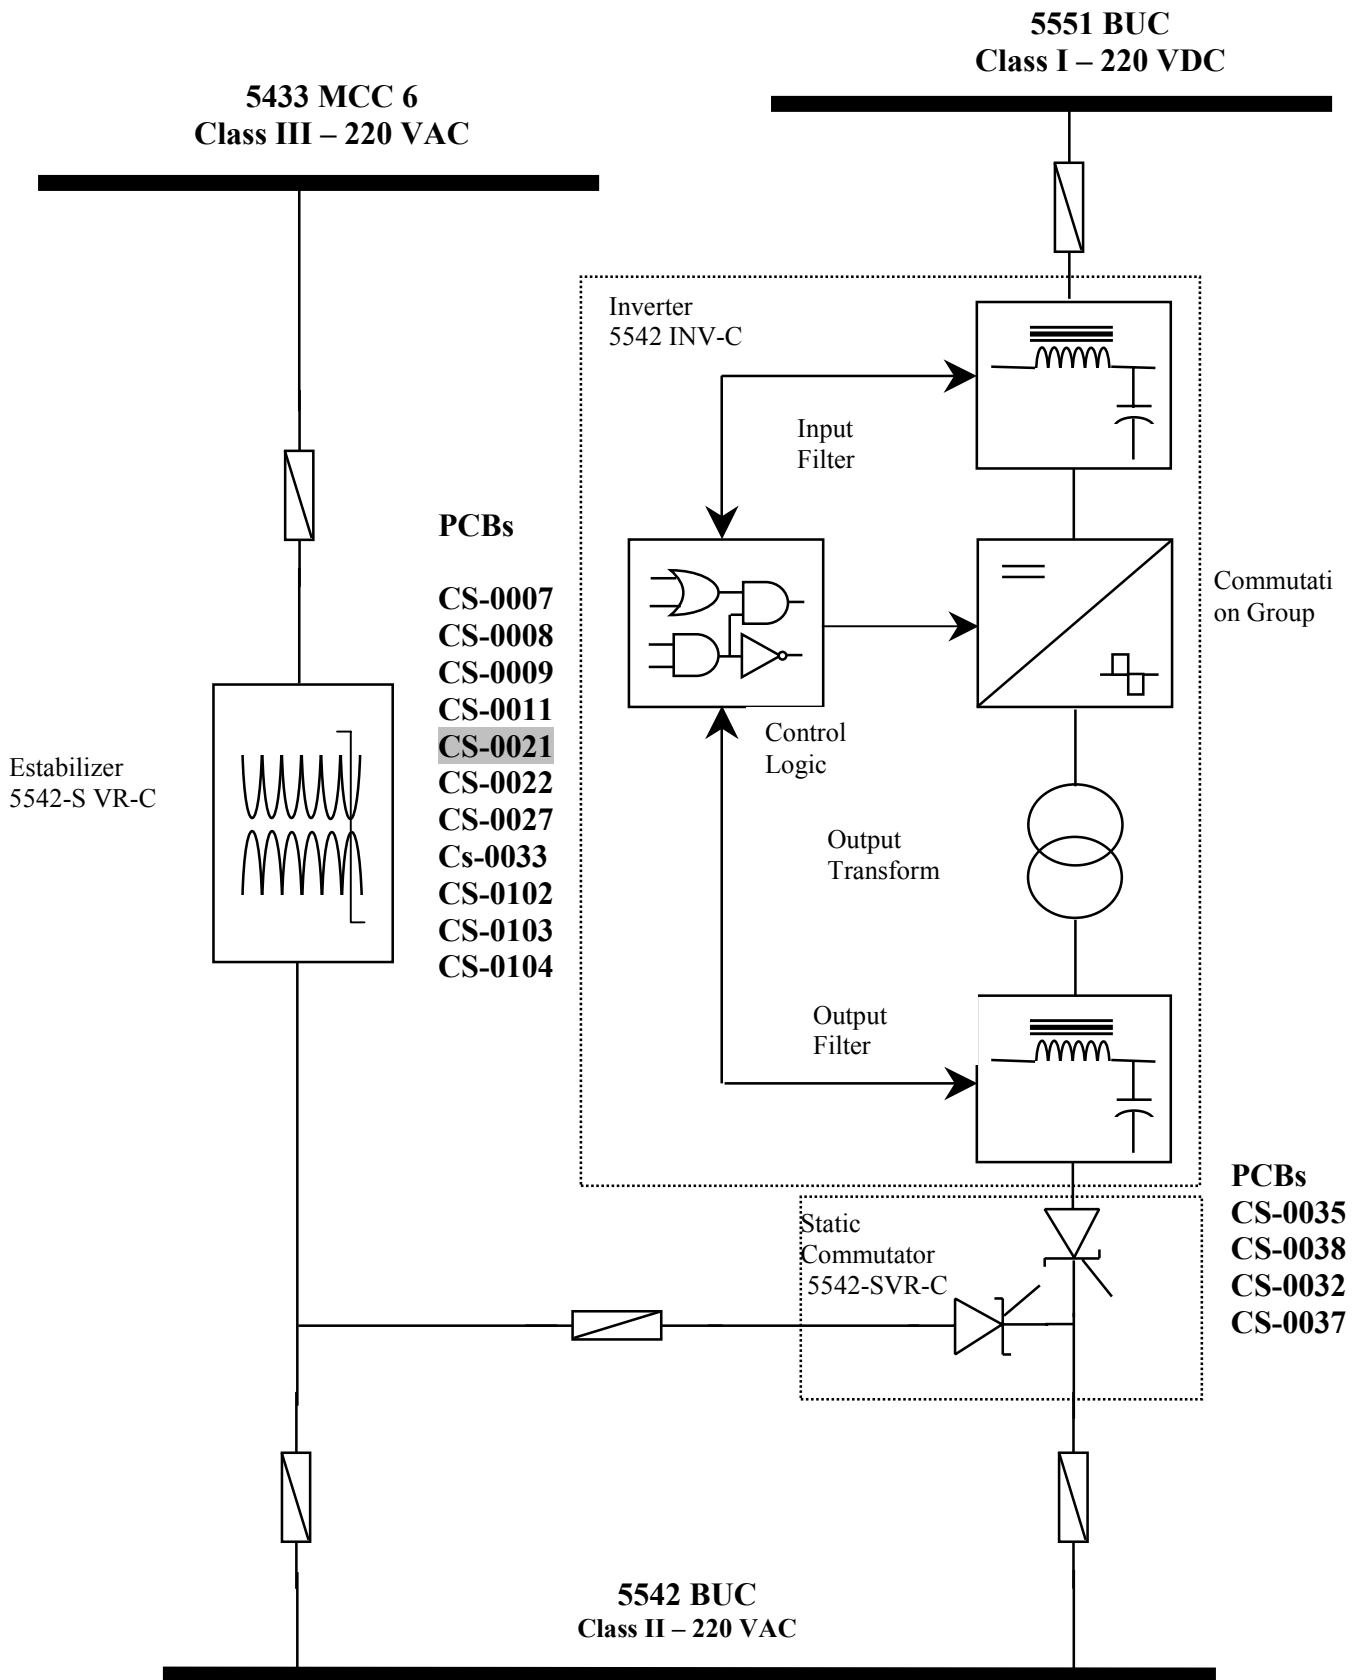 5551 BUC
Class I – 220 VDC
5433 MCC 6
Class III – 220 VAC
Inverter
5542 INV-C
Input
Filter
PCBs
CS-0007
CS-0008
CS-0009
CS-0011
CS-0021
CS-0022
CS-0027
Cs-0033
CS-0102
CS-0103
CS-0104
Commutati
on Group
Control
Logic
Estabilizer
5542-S VR-C
Output
Transform
Output
Filter
PCBs
CS-0035
CS-0038
CS-0032
CS-0037
Static
Commutator
5542-SVR-C
5542 BUC
Class II – 220 VAC